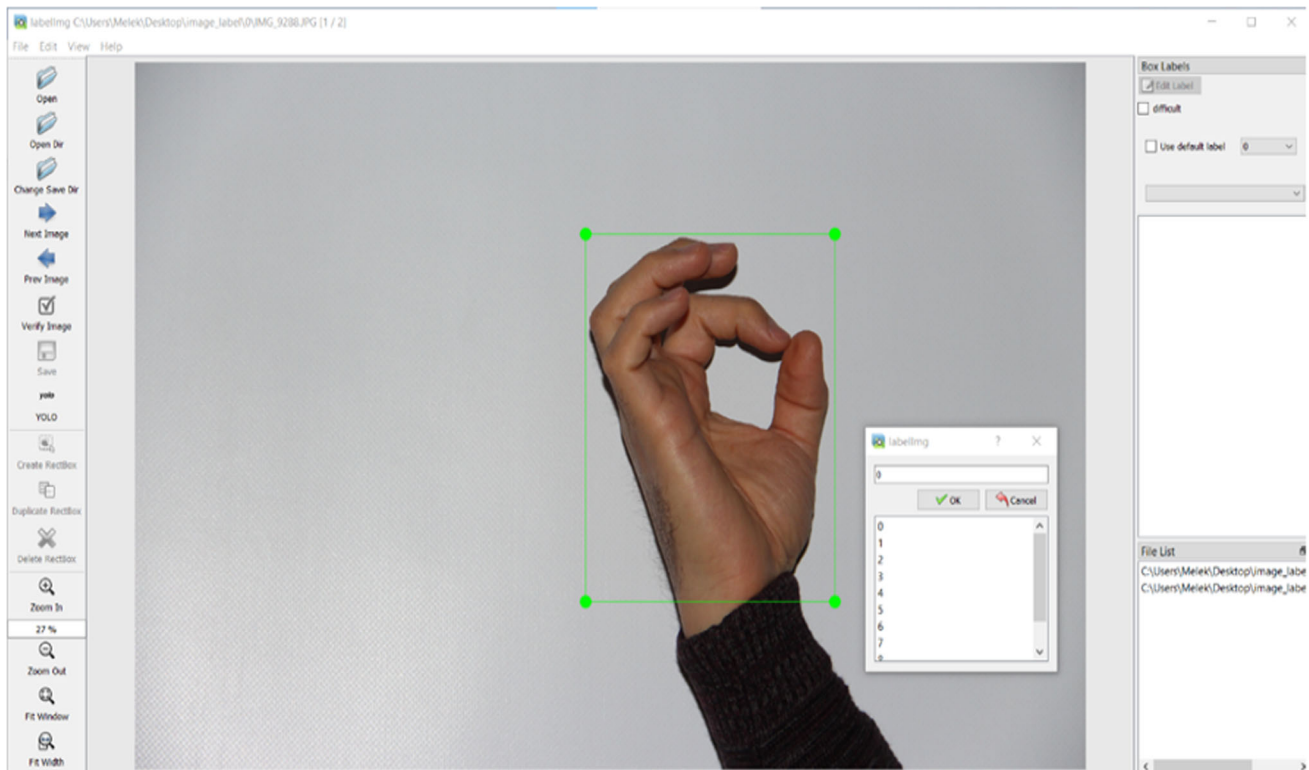 labelImg C:\Users\Melek\Desktop\image_label\0\IMG_9288.JPG [1 / 2]
File Edit View Help
Open
Open Dir
Change Save Dir
Next Image
Prev Image
Verify Image
Save
yolo
YOLO
Create RectBox
Duplicate RectBox
Delete RectBox
Zoom In
27 %
Zoom Out
Fit Window
Fit Width
labelImg ?
0
OK Cancel
0
1
2
3
4
5
6
7
Box Labels
Edit Label
difficult
Use default label 0
File List
C:\Users\Melek\Desktop\image_labe
C:\Users\Melek\Desktop\image_labe